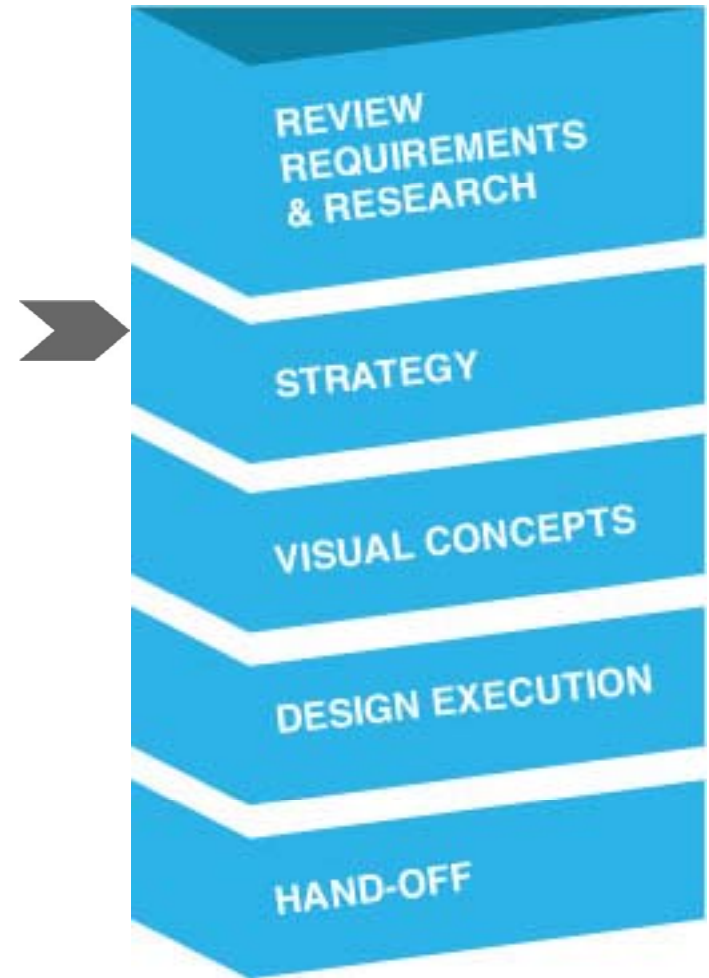 REVIEW
REQUIREMENTS
& RESEARCH
STRATEGY
VISUAL CONCEPTS
DESIGN EXECUTION
HAND-OFF